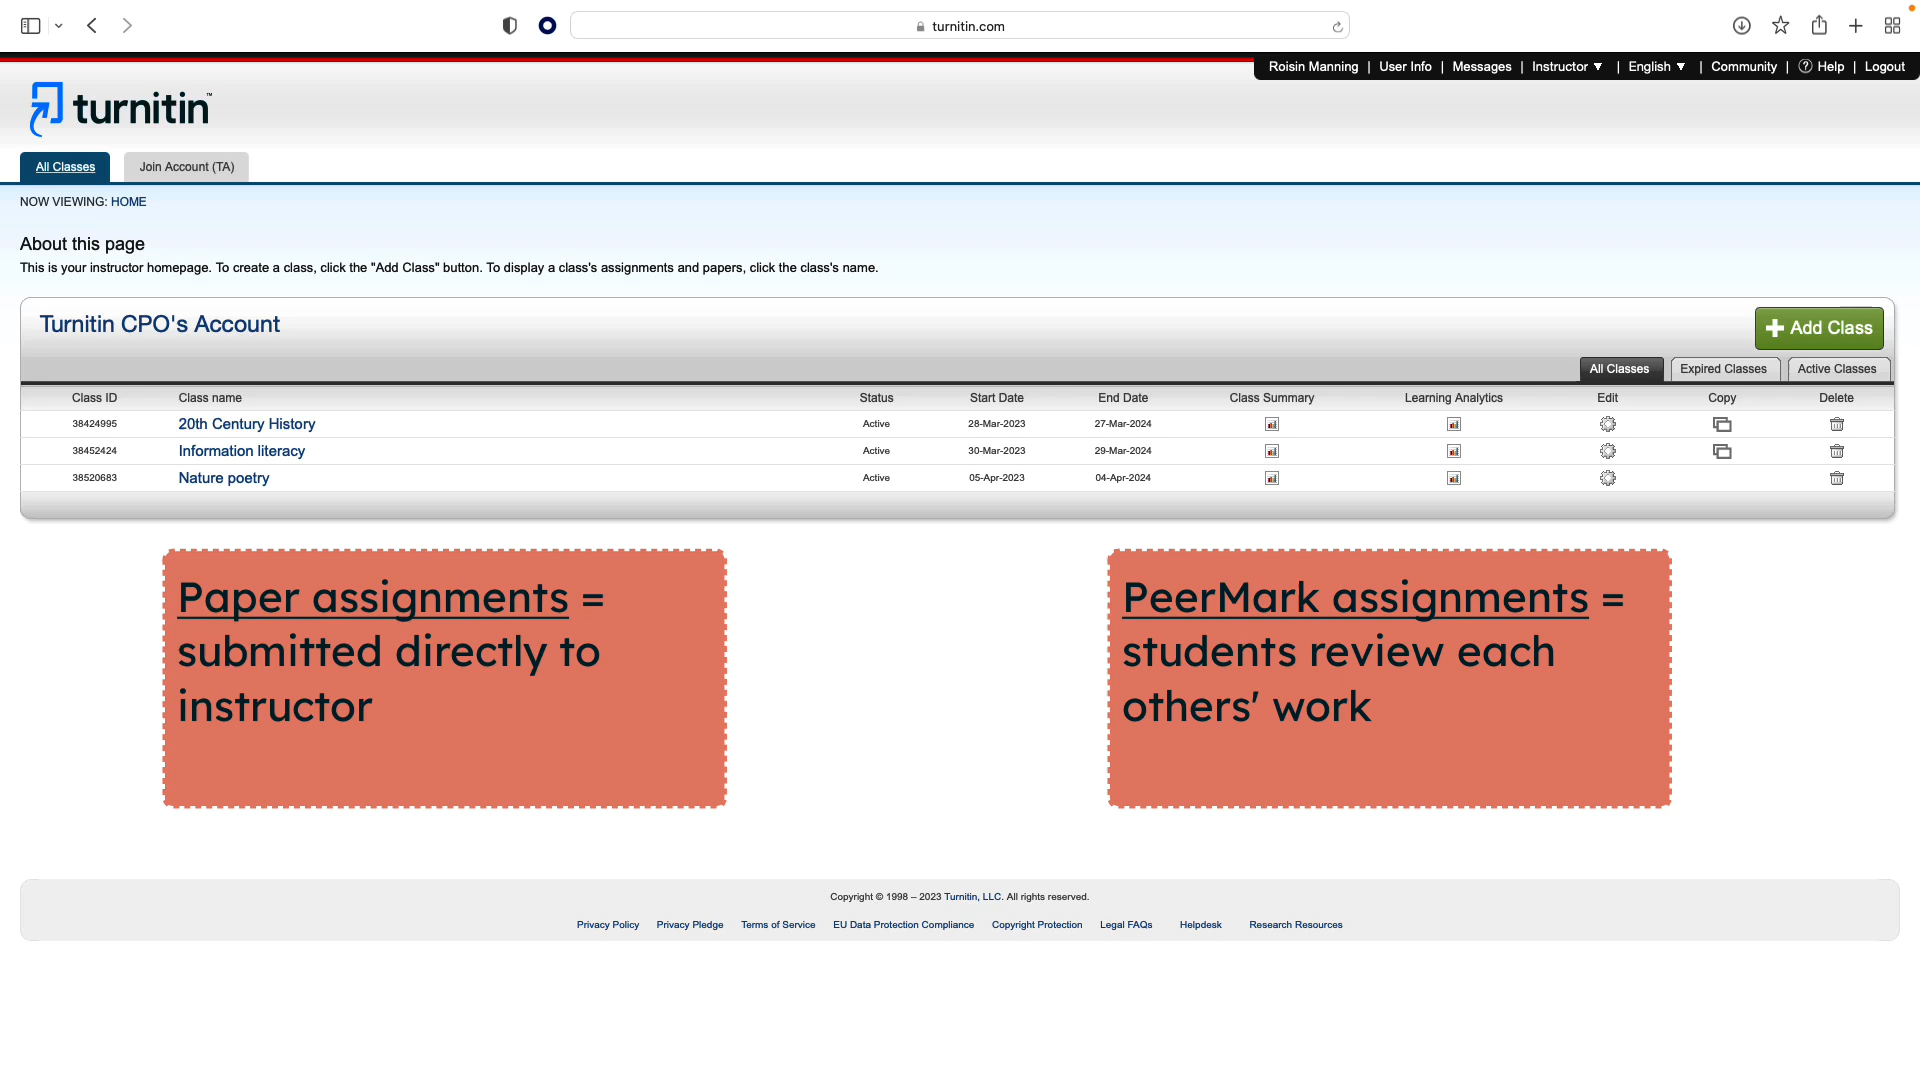 turnitin.com
Roisin Manning | User Info | Messages | Instructor ▼ | English ▼ | Community | ? Help | Logout
turnitin™
All Classes
Join Account (TA)
NOW VIEWING: HOME
About this page
This is your instructor homepage. To create a class, click the "Add Class" button. To display a class's assignments and papers, click the class's name.
Turnitin CPO's Account
Add Class
All Classes
Expired Classes
Active Classes
Class ID Class name Status Start Date End Date Class Summary Learning Analytics Edit Copy Delete
38424995 20th Century History Active 28-Mar-2023 27-Mar-2024
38452424 Information literacy Active 30-Mar-2023 29-Mar-2024
38520683 Nature poetry Active 05-Apr-2023 04-Apr-2024
Paper assignments =
submitted directly to
instructor
PeerMark assignments =
students review each
others' work
Copyright © 1998 – 2023 Turnitin, LLC. All rights reserved.
Privacy Policy Privacy Pledge Terms of Service EU Data Protection Compliance Copyright Protection Legal FAQs Helpdesk Research Resources